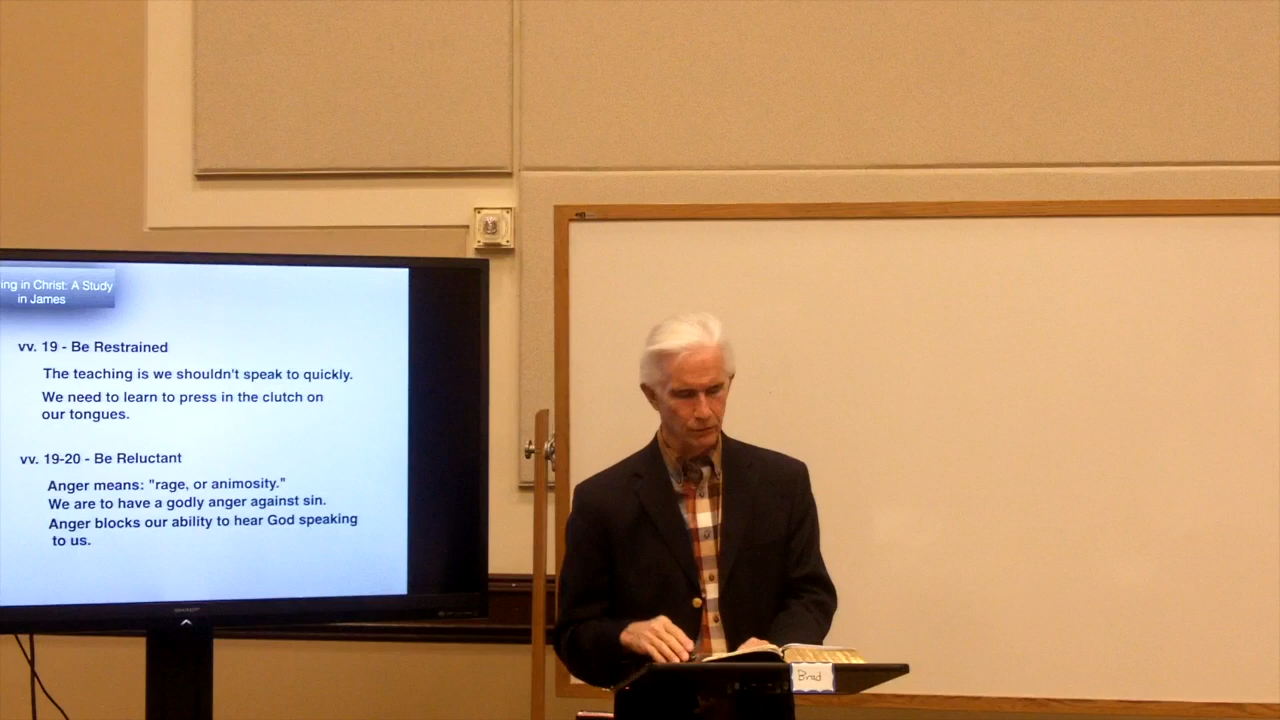 ing in Christ: A Study
in James
vv. 19 - Be Restrained
The teaching is we shouldn't speak to quickly.
We need to learn to press in the clutch on
our tongues.
vv. 19-20 - Be Reluctant
Anger means: "rage, or animosity."
We are to have a godly anger against sin.
Anger blocks our ability to hear God speaking
to us.
SHARP
Brad